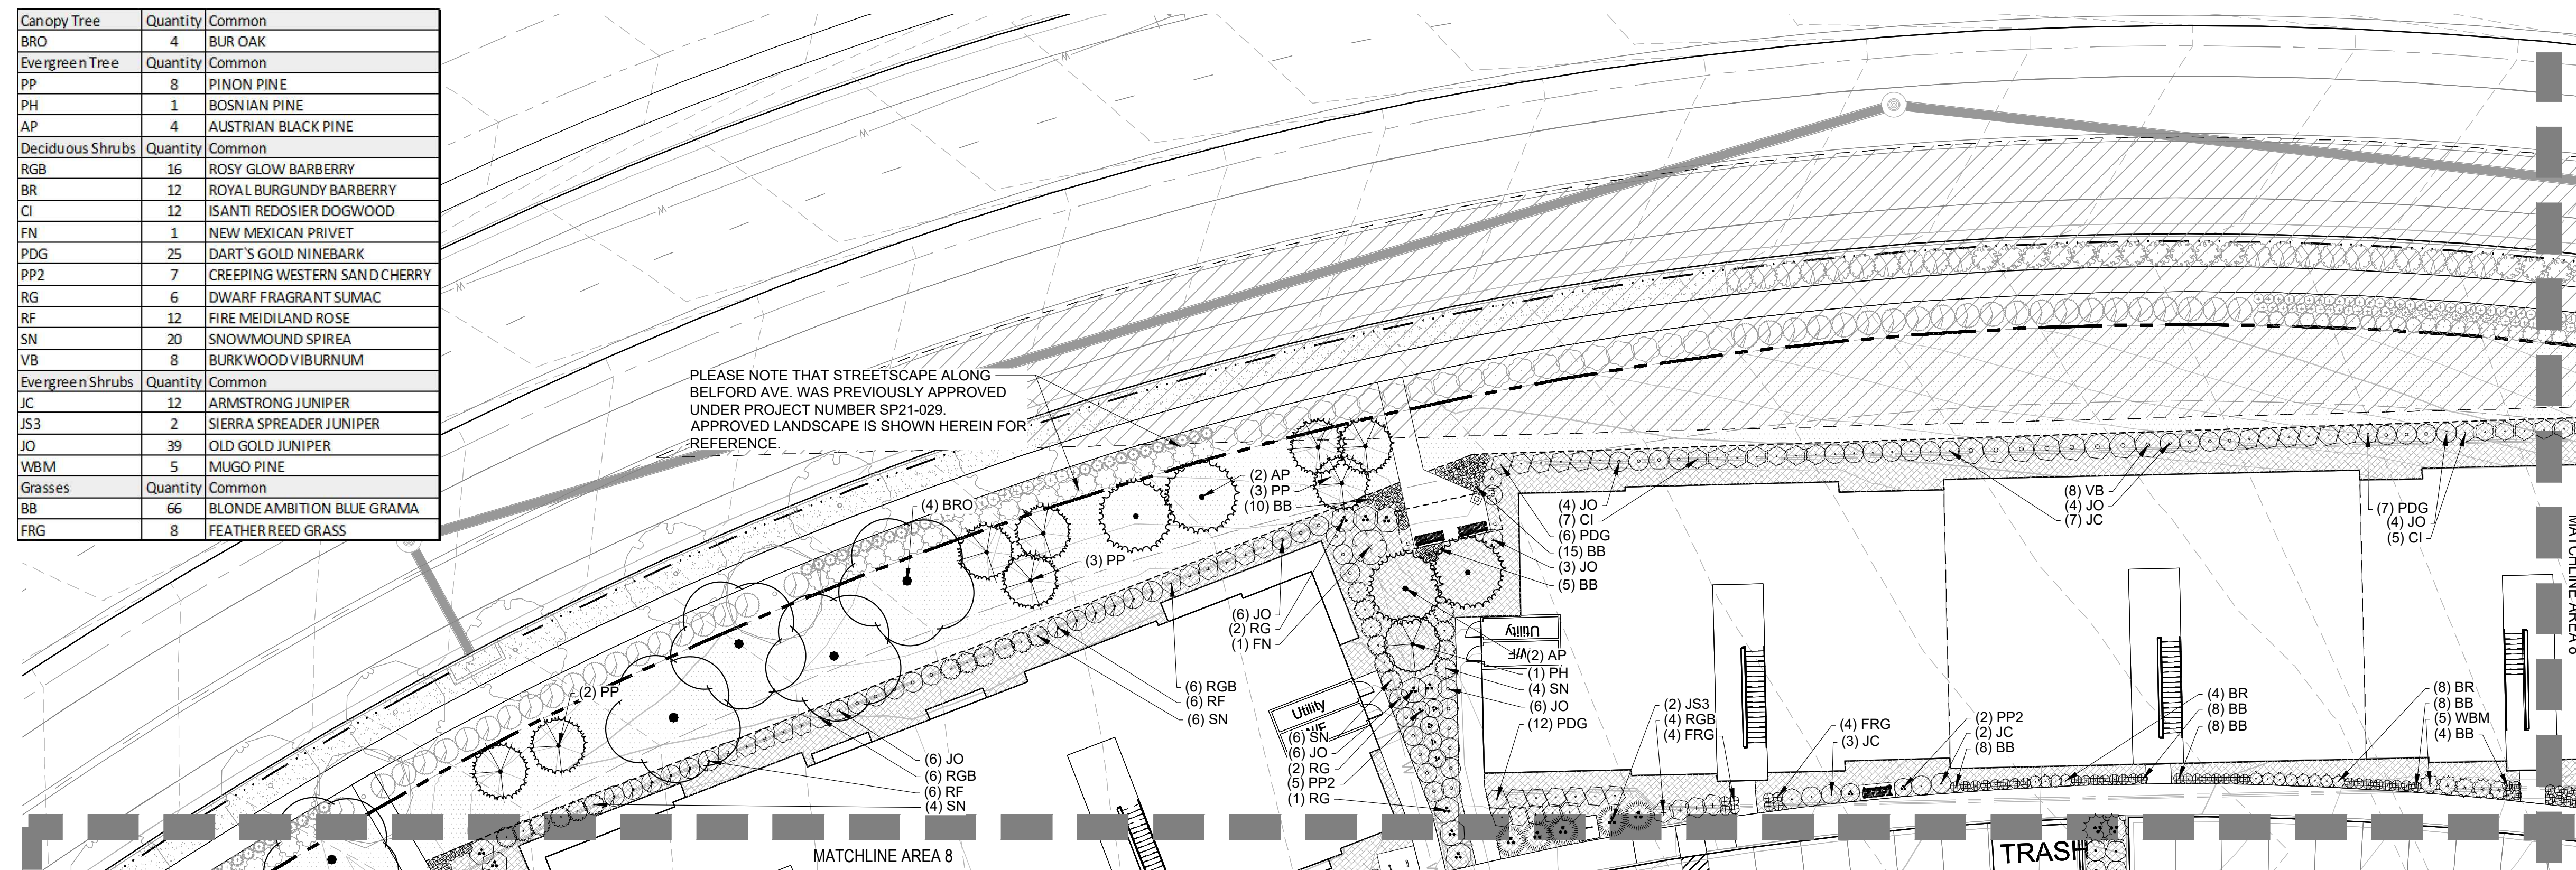 Canopy Tree Quantity Common
BRO 4 BUR OAK
Evergreen Tree Quantity Common
PP 8 PINON PINE
PH 1 BOSNIAN PINE
AP 4 AUSTRIAN BLACK PINE
Deciduous Shrubs Quantity Common
RGB 16 ROSY GLOW BARBERRY
BR 12 ROYAL BURGUNDY BARBERRY
CI 12 ISANTI REDOSIER DOGWOOD
FN 1 NEW MEXICAN PRIVET
PDG 25 DART`S GOLD NINEBARK
PP2 7 CREEPING WESTERN SAND CHERRY
RG 6 DWARF FRAGRANT SUMAC
RF 12 FIRE MEIDILAND ROSE
SN 20 SNOWMOUND SPIREA
VB 8 BURKWOOD VIBURNUM
Evergreen Shrubs Quantity Common
JC 12 ARMSTRONG JUNIPER
JS3 2 SIERRA SPREADER JUNIPER
JO 39 OLD GOLD JUNIPER
WBM 5 MUGO PINE
Grasses Quantity Common
BB 66 BLONDE AMBITION BLUE GRAMA
FRG 8 FEATHER REED GRASS
W
W
W
W
W
PLEASE NOTE THAT STREETSCAPE ALONG
BELFORD AVE. WAS PREVIOUSLY APPROVED
UNDER PROJECT NUMBER SP21-029.
APPROVED LANDSCAPE IS SHOWN HEREIN FOR
REFERENCE.
(4) BRO
(2) AP
(3) PP
(10) BB
(3) PP
(2) PP
(6) JO
(2) RG
(1) FN
(6) RGB
(6) RF
(6) SN
(6) JO
(6) RGB
(6) RF
(4) SN
(4) JO
(7) CI
(6) PDG
(15) BB
(3) JO
(5) BB
Utility
W/F
(2) AP
(1) PH
(4) SN
(6) JO
(12) PDG
Utility
W/F
(6) SN
(6) JO
(2) RG
(5) PP2
(1) RG
(8) VB
(4) JO
(7) JC
(7) PDG
(4) JO
(5) CI
(2) JS3
(4) RGB
(4) FRG
(4) FRG
(3) JC
(2) PP2
(2) JC
(8) BB
(4) BR
(8) BB
(8) BB
(8) BR
(8) BB
(5) WBM
(4) BB
MATCHLINE AREA 8
MATCHLINE AREA 6
TRASH